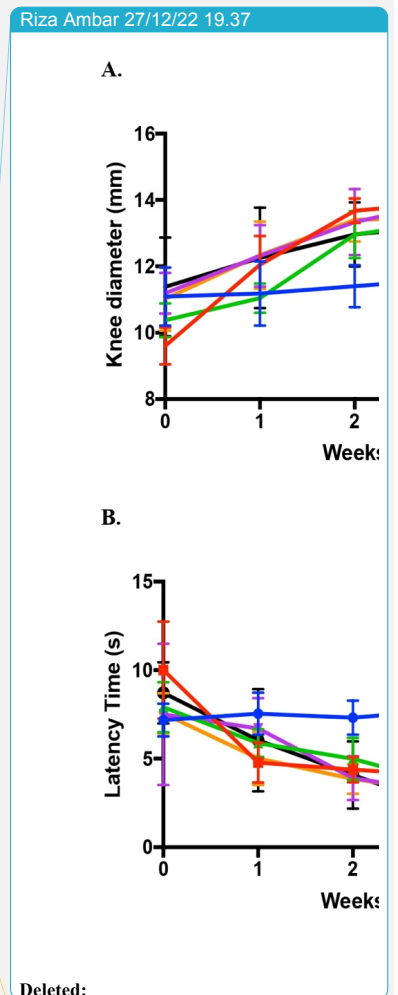 Riza Ambar 27/12/22 19.37
A.
16
14
12
10
8
Knee diameter (mm)
0 1 2
Weeks
B.
15
10
5
0
Latency Time (s)
0 1 2
Weeks
Deleted: